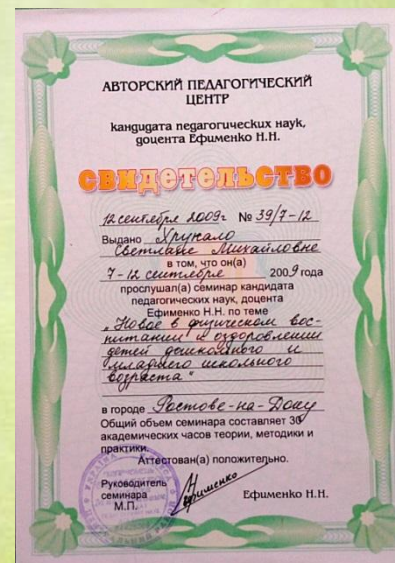 АВТОРСКИЙ ПЕДАГОГИЧЕСКИЙ
ЦЕНТР
кандидата педагогических наук,
доцента Ефименко Н.Н.
свидетельство
12 сентября 2009г № 39/7-12
Выдано Хрукало
Светлане Михайловне
в том, что он(а)
7-12 сентября 2009 года
прослушал(а) семинар кандидата
педагогических наук, доцента
Ефименко Н.Н. по теме
„Новое в физическом вос-
питании и оздоровлении
детей дошкольного и
младшего школьного
возраста"
в городе Ростове-на-Дону
Общий объем семинара составляет 36
академических часов теории, методики и
практики.
Аттестован(а) положительно.
Руководитель
семинара
М.П.
Ефименко
Ефименко Н.Н.